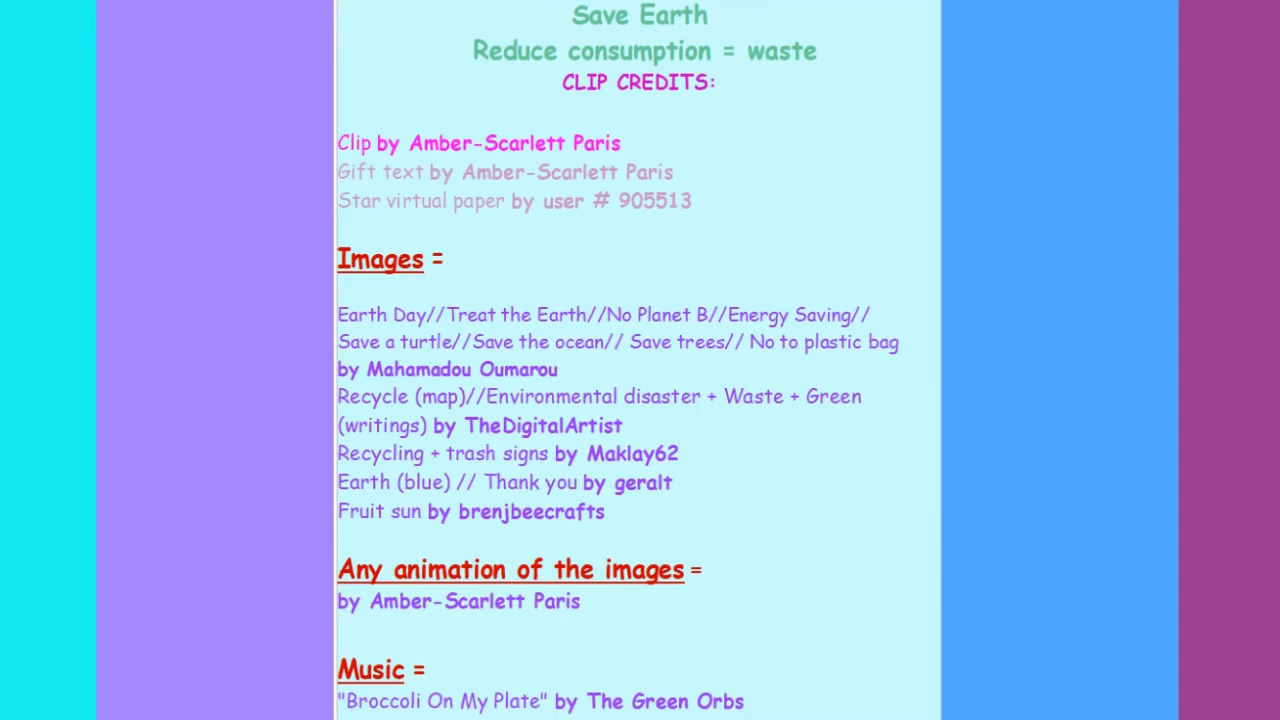 Save Earth
Reduce consumption = waste
CLIP CREDITS:
Clip by Amber-Scarlett Paris
Gift text by Amber-Scarlett Paris
Star virtual paper by user # 905513
Images =
Earth Day//Treat the Earth//No Planet B//Energy Saving//
Save a turtle//Save the ocean// Save trees// No to plastic bag
by Mahamadou Oumarou
Recycle (map)//Environmental disaster + Waste + Green
(writings) by TheDigitalArtist
Recycling + trash signs by Maklay62
Earth (blue) // Thank you by geralt
Fruit sun by brenjbeecrafts
Any animation of the images =
by Amber-Scarlett Paris
Music =
"Broccoli On My Plate" by The Green Orbs